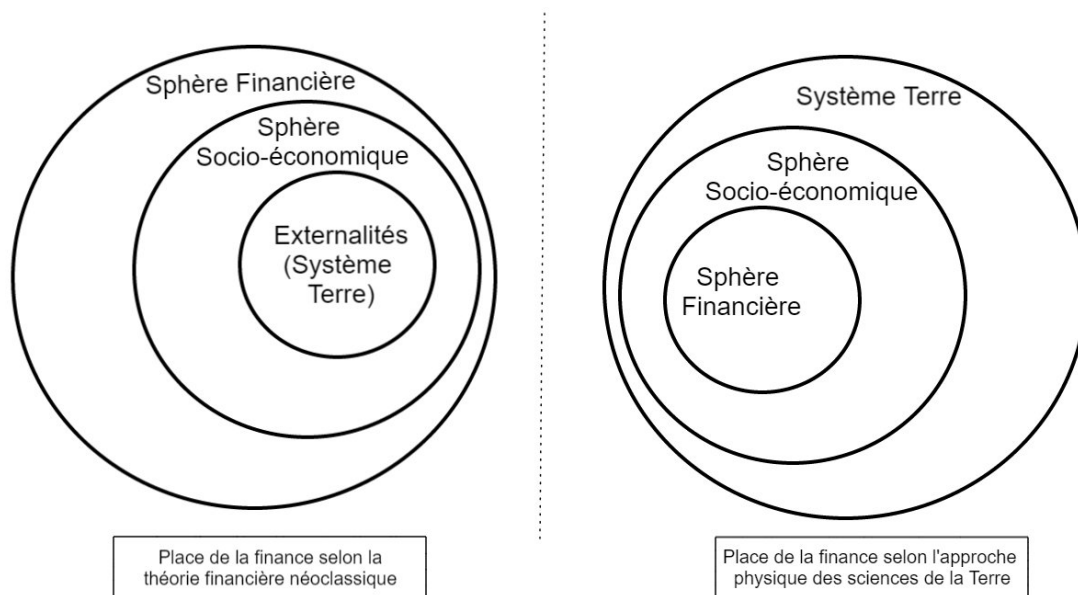 Sphère Financière
Sphère
Socio-économique
Externalités
(Système
Terre)
Place de la finance selon la
théorie financière néoclassique
Système Terre
Sphère
Socio-économique
Sphère
Financière
Place de la finance selon l'approche
physique des sciences de la Terre